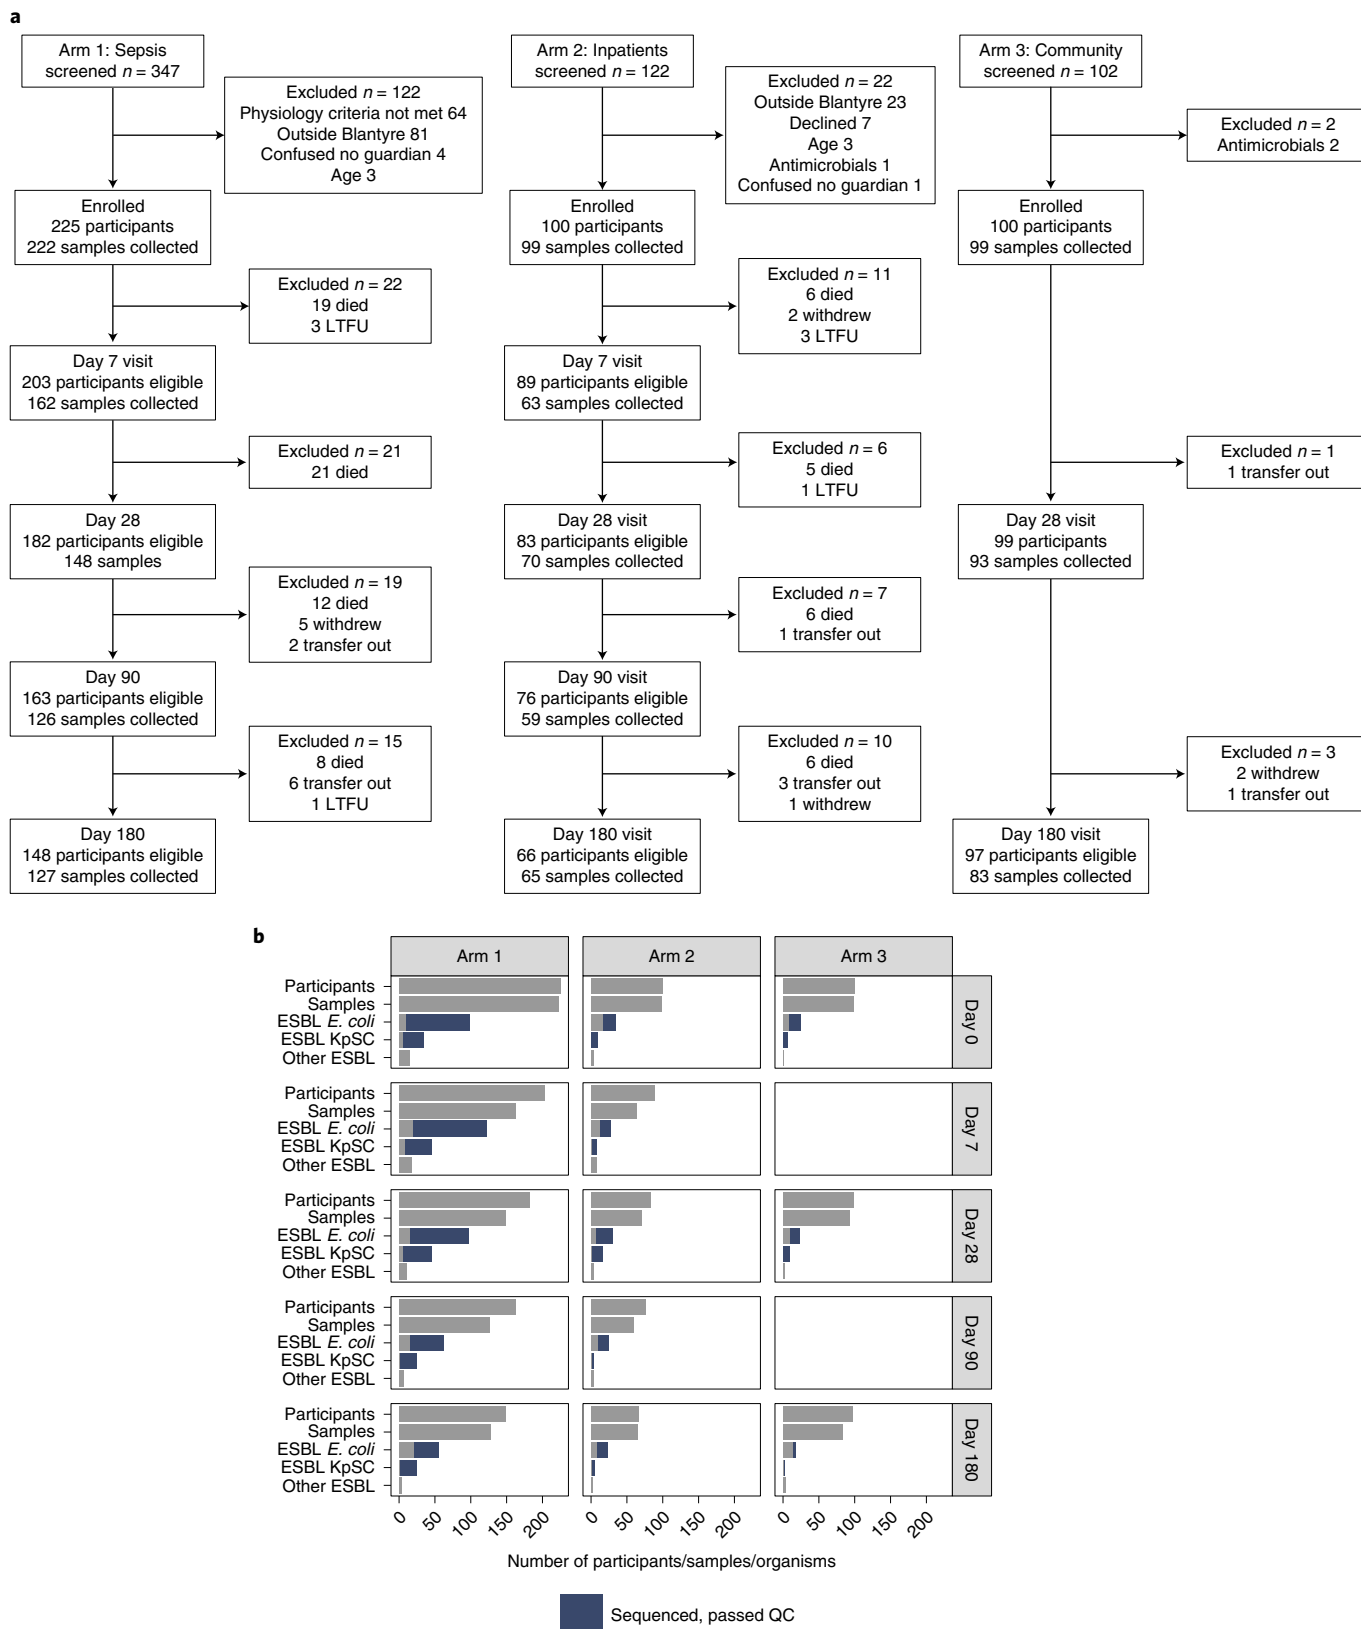 a
Arm 1: Sepsis
screened n = 347
Excluded n = 122
Physiology criteria not met 64
Outside Blantyre 81
Confused no guardian 4
Age 3
Enrolled
225 participants
222 samples collected
Excluded n = 22
19 died
3 LTFU
Day 7 visit
203 participants eligible
162 samples collected
Excluded n = 21
21 died
Day 28
182 participants eligible
148 samples
Excluded n = 19
12 died
5 withdrew
2 transfer out
Day 90
163 participants eligible
126 samples collected
Excluded n = 15
8 died
6 transfer out
1 LTFU
Day 180
148 participants eligible
127 samples collected
Arm 2: Inpatients
screened n = 122
Excluded n = 22
Outside Blantyre 23
Declined 7
Age 3
Antimicrobials 1
Confused no guardian 1
Enrolled
100 participants
99 samples collected
Excluded n = 11
6 died
2 withdrew
3 LTFU
Day 7 visit
89 participants eligible
63 samples collected
Excluded n = 6
5 died
1 LTFU
Day 28 visit
83 participants eligible
70 samples collected
Excluded n = 7
6 died
1 transfer out
Day 90 visit
76 participants eligible
59 samples collected
Excluded n = 10
6 died
3 transfer out
1 withdrew
Day 180 visit
66 participants eligible
65 samples collected
Arm 3: Community
screened n = 102
Excluded n = 2
Antimicrobials 2
Enrolled
100 participants
99 samples collected
Excluded n = 1
1 transfer out
Day 28 visit
99 participants
93 samples collected
Excluded n = 3
2 withdrew
1 transfer out
Day 180 visit
97 participants eligible
83 samples collected
b
Arm 1
Arm 2
Arm 3
Participants
Samples
ESBL E. coli
ESBL KpSC
Other ESBL
Day 0
Participants
Samples
ESBL E. coli
ESBL KpSC
Other ESBL
Day 7
Participants
Samples
ESBL E. coli
ESBL KpSC
Other ESBL
Day 28
Participants
Samples
ESBL E. coli
ESBL KpSC
Other ESBL
Day 90
Participants
Samples
ESBL E. coli
ESBL KpSC
Other ESBL
Day 180
0 50 100 150 200
0 50 100 150 200
0 50 100 150 200
Number of participants/samples/organisms
Sequenced, passed QC